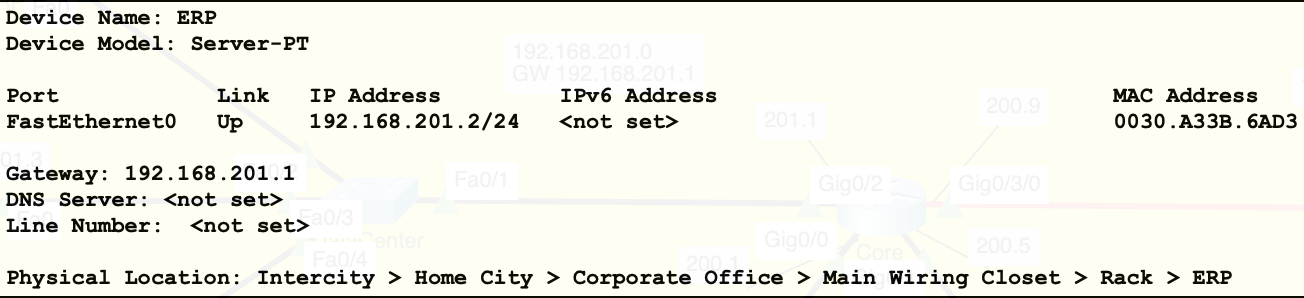 Device Name: ERP
Device Model: Server-PT
192.168.201.0
GW 192.168.201.1
Port Link IP Address IPv6 Address MAC Address
FastEthernet0 Up 192.168.201.2/24 <not set> 0030.A33B.6AD3
201.1
200.9
Gateway: 192.168.201.1
DNS Server: <not set>
Line Number: <not set>
Fa0/1
Gig0/2
Gig0/3/0
Fa0/3
Fa0/4
Gig0/0
200.1
Core
200.5
Physical Location: Intercity > Home City > Corporate Office > Main Wiring Closet > Rack > ERP